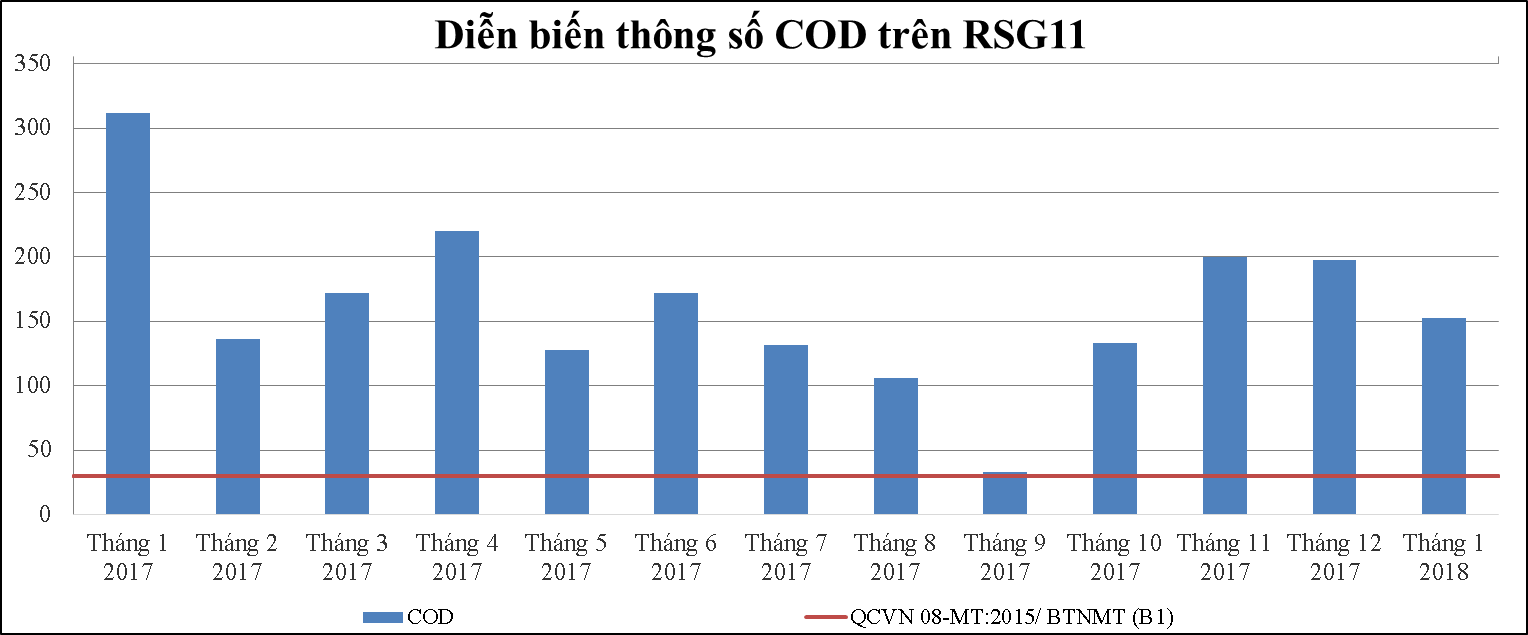 Diễn biến thông số COD trên RSG11
350
300
250
200
150
100
50
0
Tháng 1 Tháng 2 Tháng 3 Tháng 4 Tháng 5 Tháng 6 Tháng 7 Tháng 8 Tháng 9 Tháng 10 Tháng 11 Tháng 12 Tháng 1
2017 2017 2017 2017 2017 2017 2017 2017 2017 2017 2017 2017 2018
COD QCVN 08-MT:2015/ BTNMT (B1)